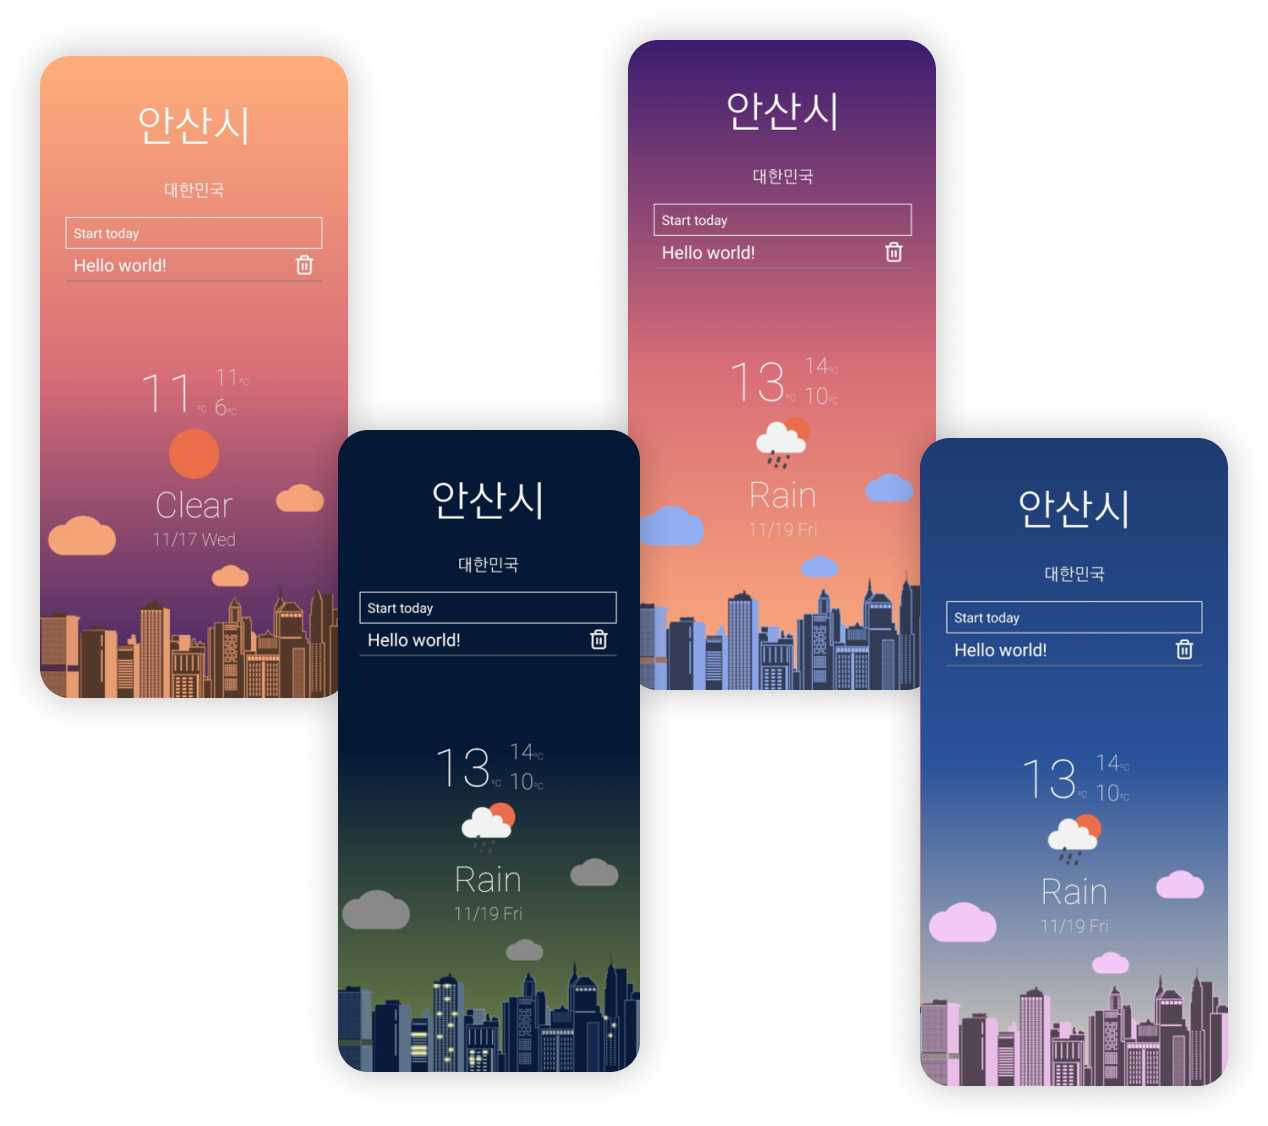 안산시
대한민국
Start today
Hello world!
11°C
11°C
6°C
Clear
11/17 Wed
안산시
대한민국
Start today
Hello world!
13°C
14°C
10°C
Rain
11/19 Fri
안산시
대한민국
Start today
Hello world!
13°C
14°C
10°C
Rain
11/19 Fri
안산시
대한민국
Start today
Hello world!
13°C
14°C
10°C
Rain
11/19 Fri